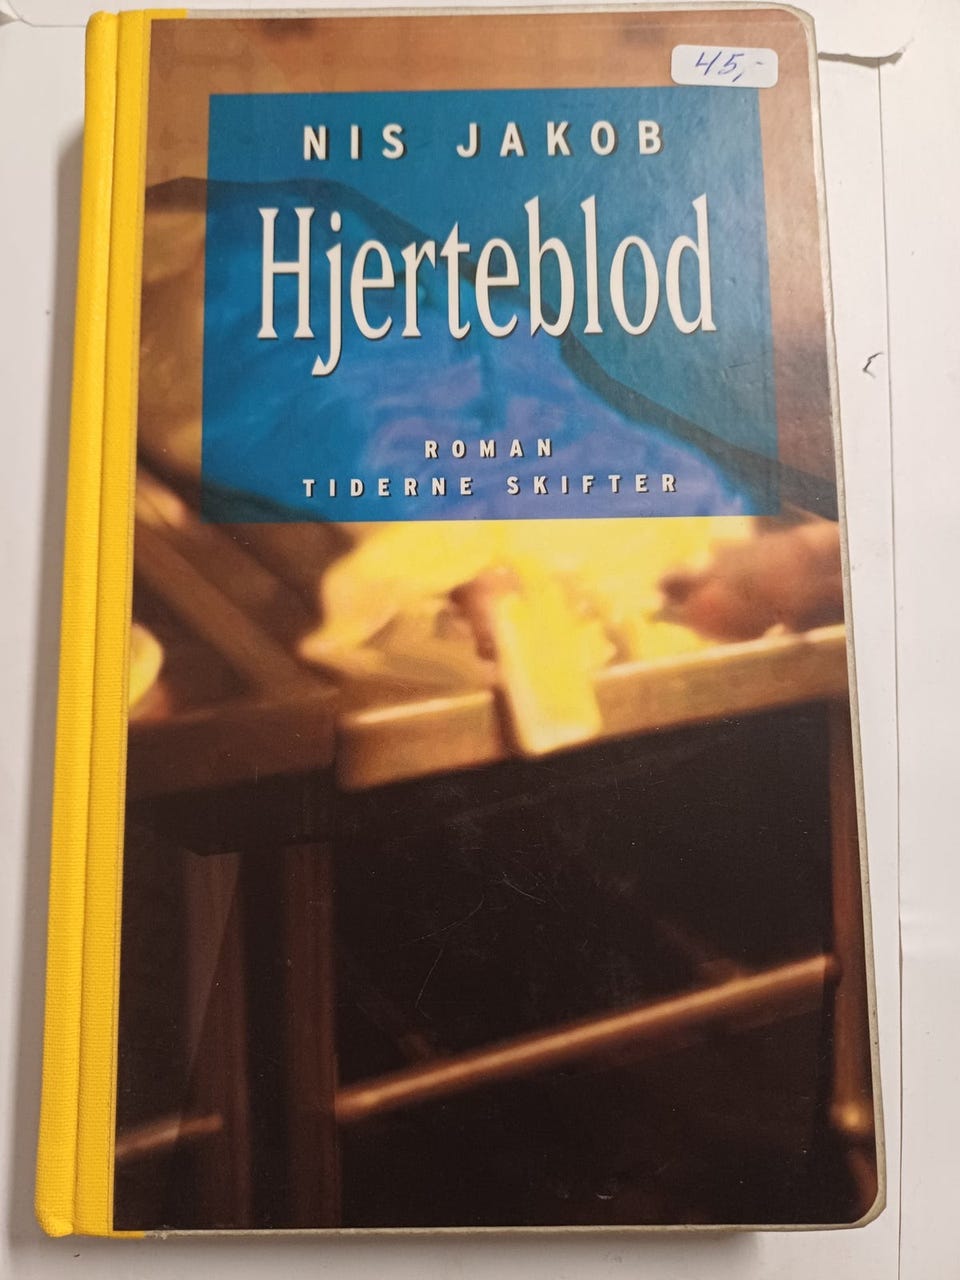 45,-
NIS JAKOB
Hjerteblod
ROMAN
TIDERNE SKIFTER